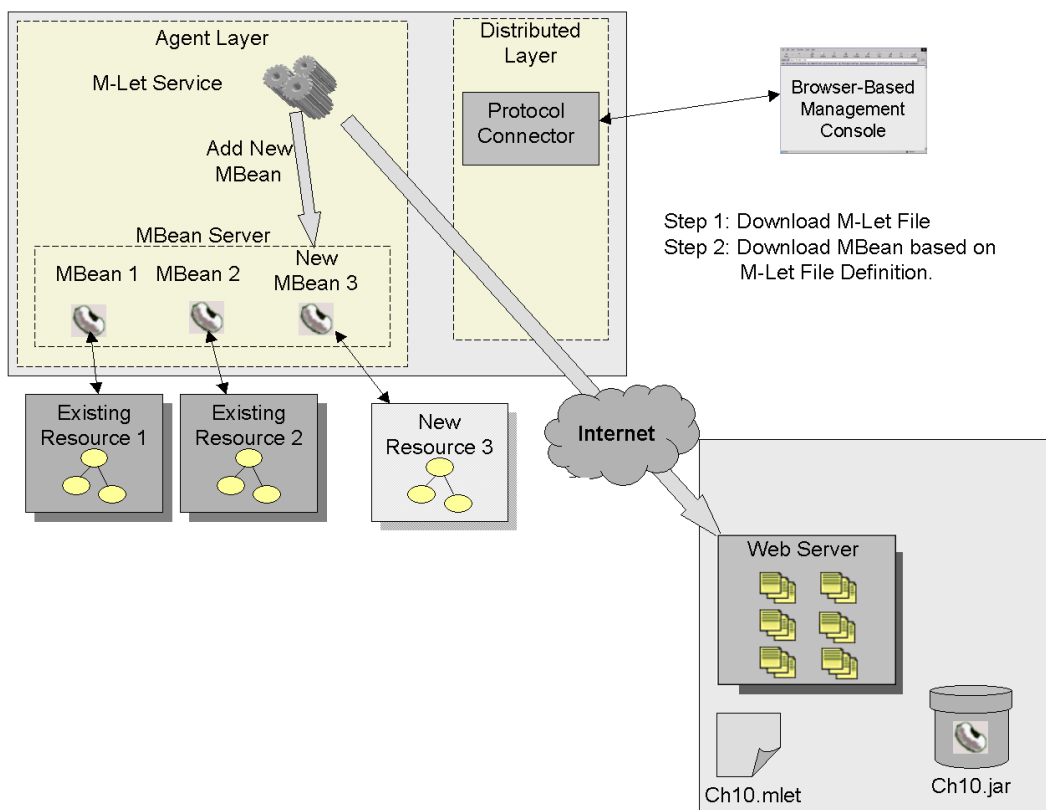 Agent Layer
M-Let Service
Add New
MBean
MBean Server
MBean 1
MBean 2
New
MBean 3
Distributed
Layer
Protocol
Connector
Browser-Based
Management
Console
Step 1: Download M-Let File
Step 2: Download MBean based on
M-Let File Definition.
Existing
Resource 1
Existing
Resource 2
New
Resource 3
Internet
Web Server
Ch10.mlet
Ch10.jar